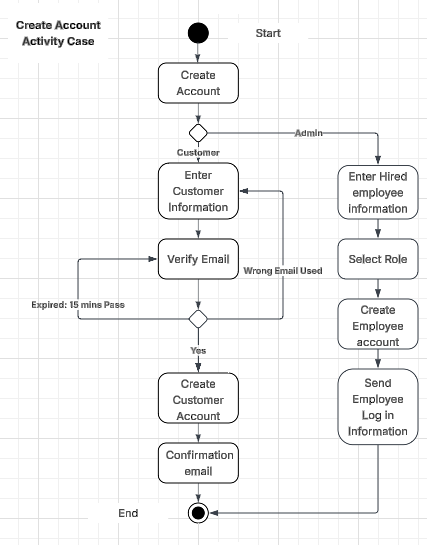 Create Account
Activity Case
Start
Create
Account
Admin
Customer
Enter
Customer
Information
Enter Hired
employee
information
Verify Email
Wrong Email Used
Select Role
Expired: 15 mins Pass
Create
Employee
account
Yes
Create
Customer
Account
Send
Employee
Log in
Information
Confirmation
email
End